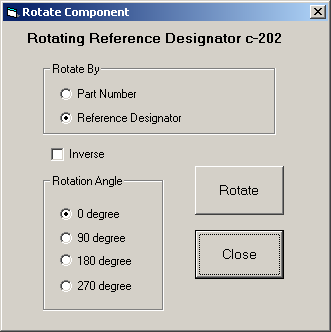 Rotate Component
Rotating Reference Designator c-202
Rotate By
Part Number
Reference Designator
Inverse
Rotation Angle
0 degree
90 degree
180 degree
270 degree
Rotate
Close